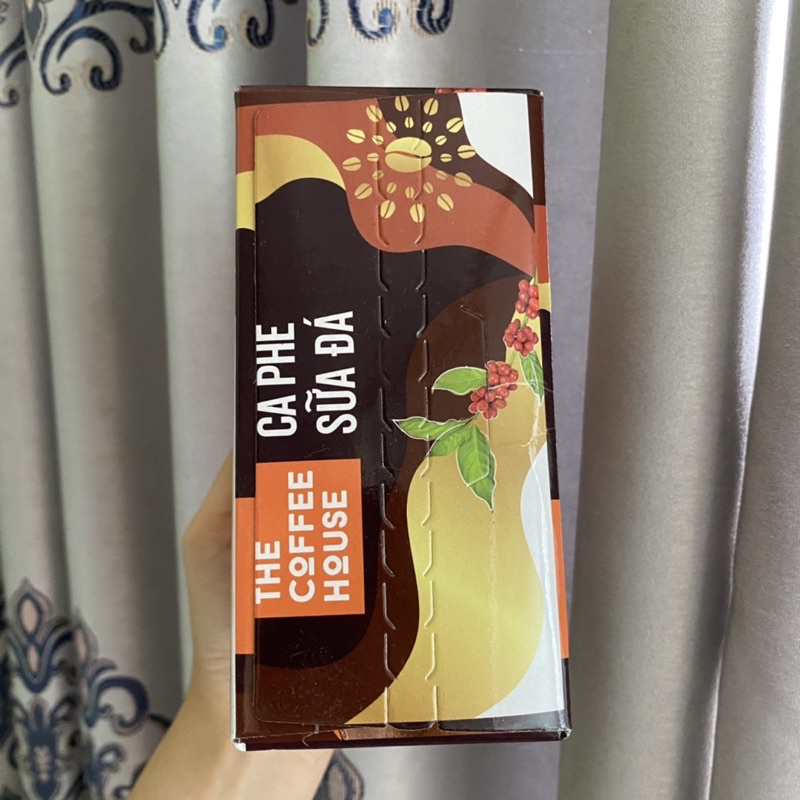 THE
COFFEE
HOUSE
CA PHE
SỮA ĐÁ